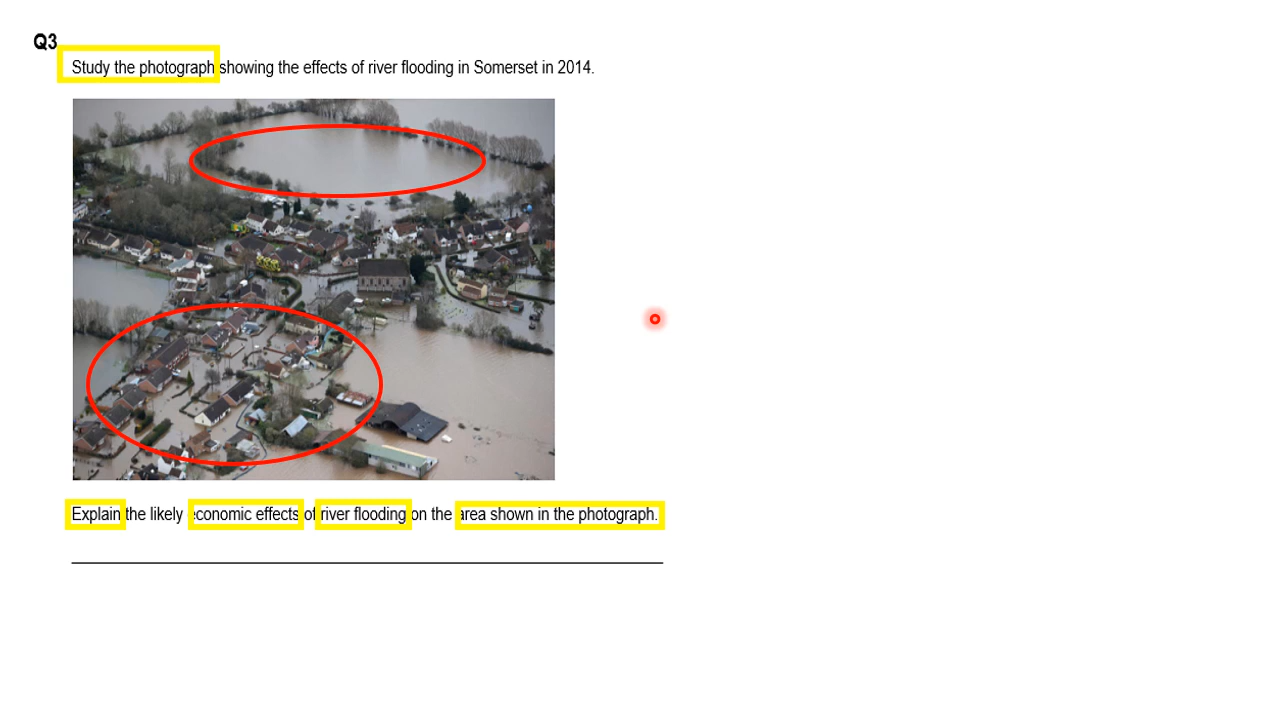 Q3
Study the photograph showing the effects of river flooding in Somerset in 2014.
Explain the likely economic effects of river flooding on the area shown in the photograph.